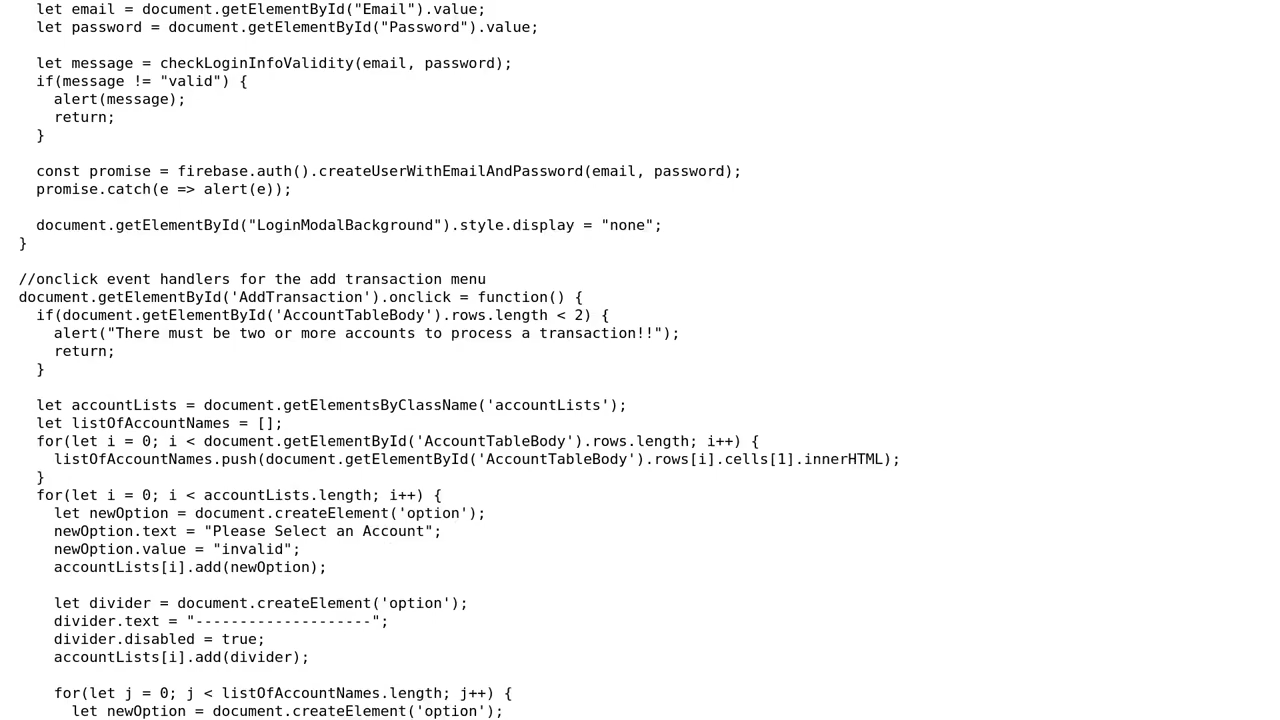 let email = document.getElementById("Email").value;
let password = document.getElementById("Password").value;
let message = checkLoginInfoValidity(email, password);
if(message != "valid") {
alert(message);
return;
}
const promise = firebase.auth().createUserWithEmailAndPassword(email, password);
promise.catch(e => alert(e));
document.getElementById("LoginModalBackground").style.display = "none";
}
//onclick event handlers for the add transaction menu
document.getElementById('AddTransaction').onclick = function() {
if(document.getElementById('AccountTableBody').rows.length < 2) {
alert("There must be two or more accounts to process a transaction!!");
return;
}
let accountLists = document.getElementsByClassName('accountLists');
let listOfAccountNames = [];
for(let i = 0; i < document.getElementById('AccountTableBody').rows.length; i++) {
listOfAccountNames.push(document.getElementById('AccountTableBody').rows[i].cells[1].innerHTML);
}
for(let i = 0; i < accountLists.length; i++) {
let newOption = document.createElement('option');
newOption.text = "Please Select an Account";
newOption.value = "invalid";
accountLists[i].add(newOption);
let divider = document.createElement('option');
divider.text = "--------------------";
divider.disabled = true;
accountLists[i].add(divider);
for(let j = 0; j < listOfAccountNames.length; j++) {
let newOption = document.createElement('option');